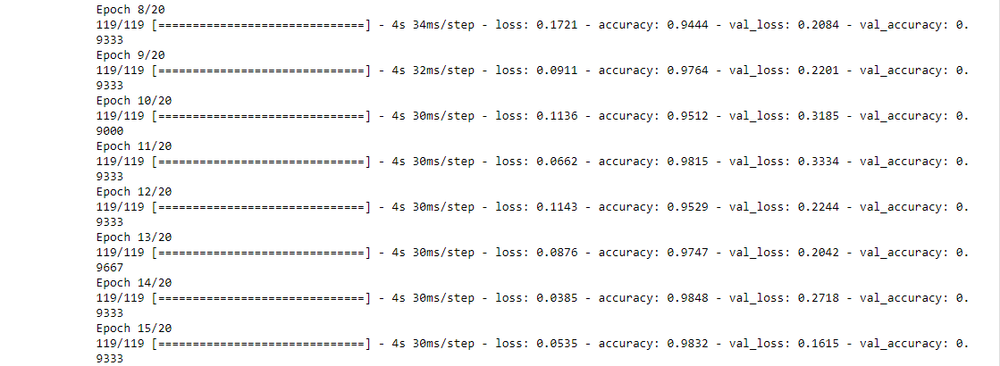 Epoch 8/20
119/119 [==============================] - 4s 34ms/step - loss: 0.1721 - accuracy: 0.9444 - val_loss: 0.2084 - val_accuracy: 0.
9333
Epoch 9/20
119/119 [==============================] - 4s 32ms/step - loss: 0.0911 - accuracy: 0.9764 - val_loss: 0.2201 - val_accuracy: 0.
9333
Epoch 10/20
119/119 [==============================] - 4s 30ms/step - loss: 0.1136 - accuracy: 0.9512 - val_loss: 0.3185 - val_accuracy: 0.
9000
Epoch 11/20
119/119 [==============================] - 4s 30ms/step - loss: 0.0662 - accuracy: 0.9815 - val_loss: 0.3334 - val_accuracy: 0.
9333
Epoch 12/20
119/119 [==============================] - 4s 30ms/step - loss: 0.1143 - accuracy: 0.9529 - val_loss: 0.2244 - val_accuracy: 0.
9333
Epoch 13/20
119/119 [==============================] - 4s 30ms/step - loss: 0.0876 - accuracy: 0.9747 - val_loss: 0.2042 - val_accuracy: 0.
9667
Epoch 14/20
119/119 [==============================] - 4s 30ms/step - loss: 0.0385 - accuracy: 0.9848 - val_loss: 0.2718 - val_accuracy: 0.
9333
Epoch 15/20
119/119 [==============================] - 4s 30ms/step - loss: 0.0535 - accuracy: 0.9832 - val_loss: 0.1615 - val_accuracy: 0.
9333